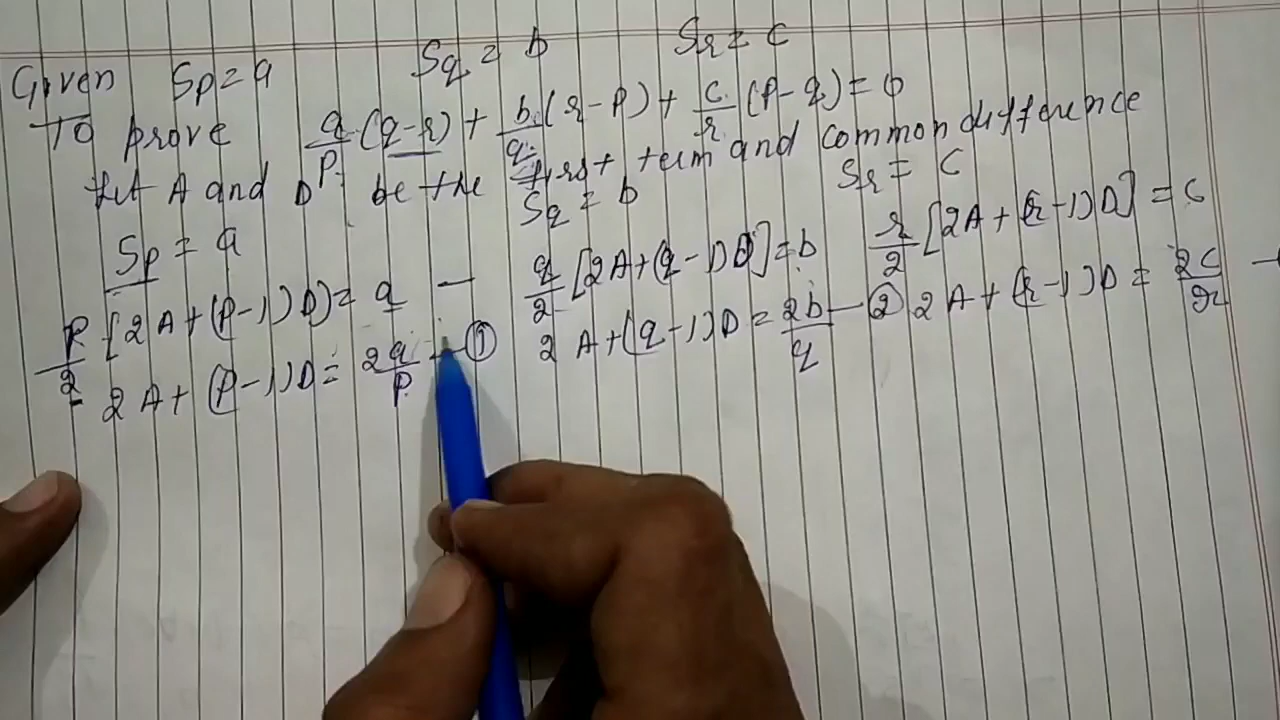 Given Sp = a Sq = b Sr = c
To prove a/p (q-r) + b/q (r-p) + c/r (p-q) = 0
Let A and D be the first term and common difference
Sp = a Sq = b Sr = c
p/2 [2A+(p-1)D] = a — q/2 [2A+(q-1)D] = b r/2 [2A+(r-1)D] = c
2A+(p-1)D = 2a/p — ① 2A+(q-1)D = 2b/q — ② 2A+(r-1)D = 2c/r —